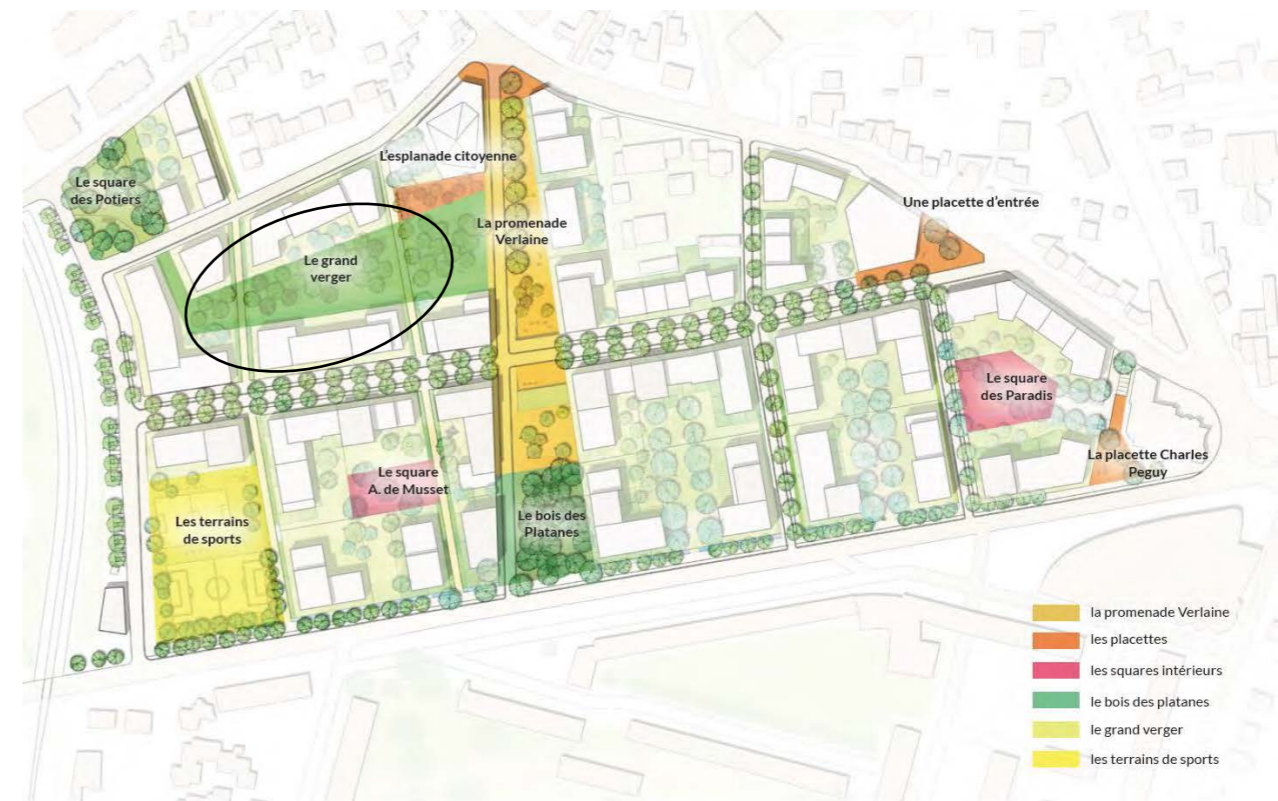 L'esplanade citoyenne
Le square
des Potiers
Une placette d'entrée
La promenade
Verlaine
Le grand
verger
Le square
des Paradis
La placette Charles
Peguy
Le square
A. de Musset
Les terrains
de sports
Le bois des
Platanes
la promenade Verlaine
les placettes
les squares intérieurs
le bois des platanes
le grand verger
les terrains de sports